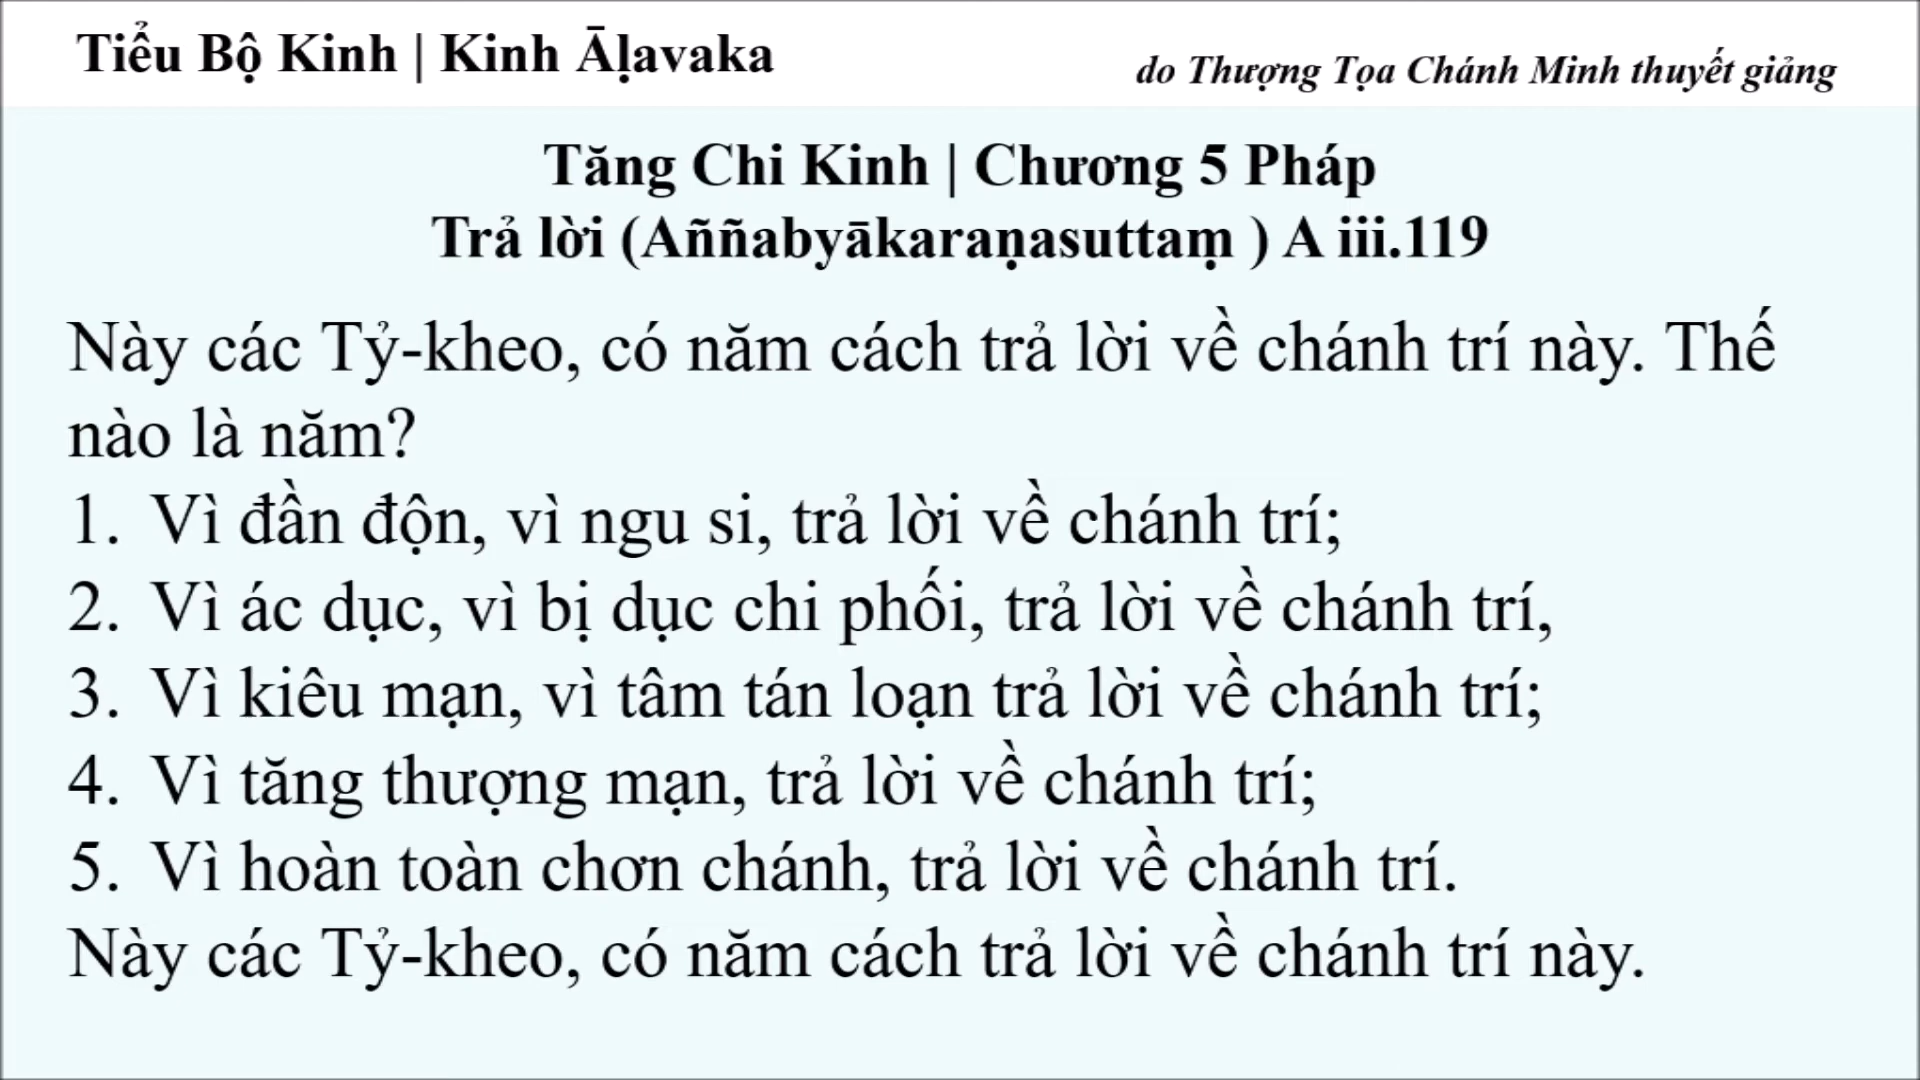 Tiểu Bộ Kinh | Kinh Āḷavaka
do Thượng Tọa Chánh Minh thuyết giảng
Tăng Chi Kinh | Chương 5 Pháp
Trả lời (Aññabyākaraṇasuttaṃ ) A iii.119
Này các Tỷ-kheo, có năm cách trả lời về chánh trí này. Thế
nào là năm?
1. Vì đần độn, vì ngu si, trả lời về chánh trí;
2. Vì ác dục, vì bị dục chi phối, trả lời về chánh trí,
3. Vì kiêu mạn, vì tâm tán loạn trả lời về chánh trí;
4. Vì tăng thượng mạn, trả lời về chánh trí;
5. Vì hoàn toàn chơn chánh, trả lời về chánh trí.
Này các Tỷ-kheo, có năm cách trả lời về chánh trí này.